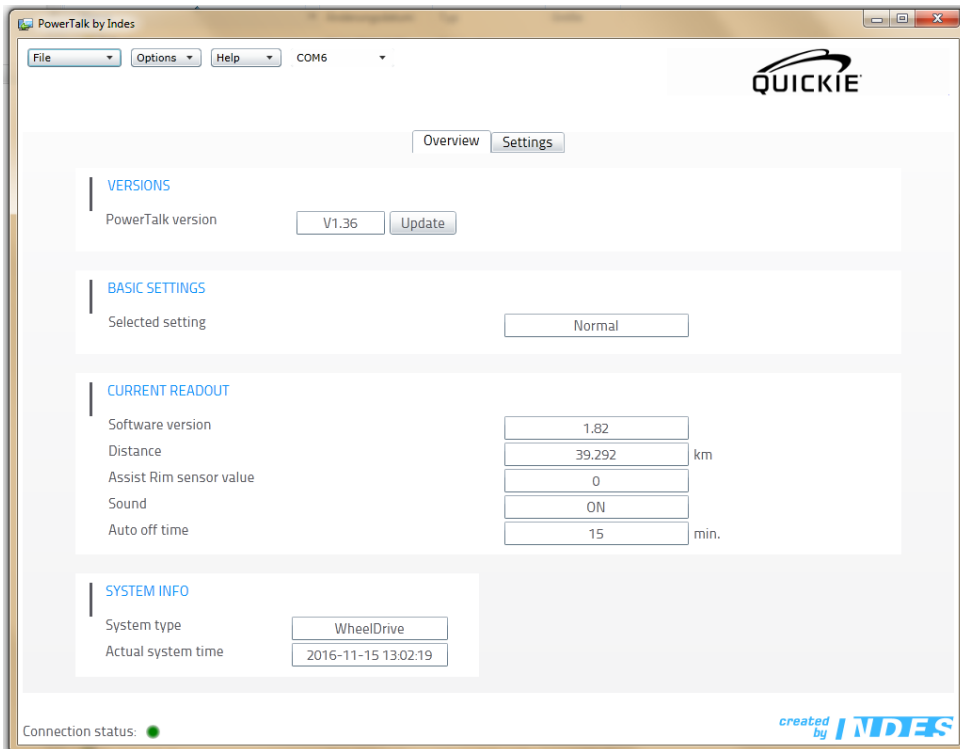 PowerTalk by Indes
File Options Help COM6
QUICKIE
Overview Settings
VERSIONS
PowerTalk version V1.36 Update
BASIC SETTINGS
Selected setting Normal
CURRENT READOUT
Software version 1.82
Distance 39.292 km
Assist Rim sensor value 0
Sound ON
Auto off time 15 min.
SYSTEM INFO
System type WheelDrive
Actual system time 2016-11-15 13:02:19
Connection status:
created by INDES